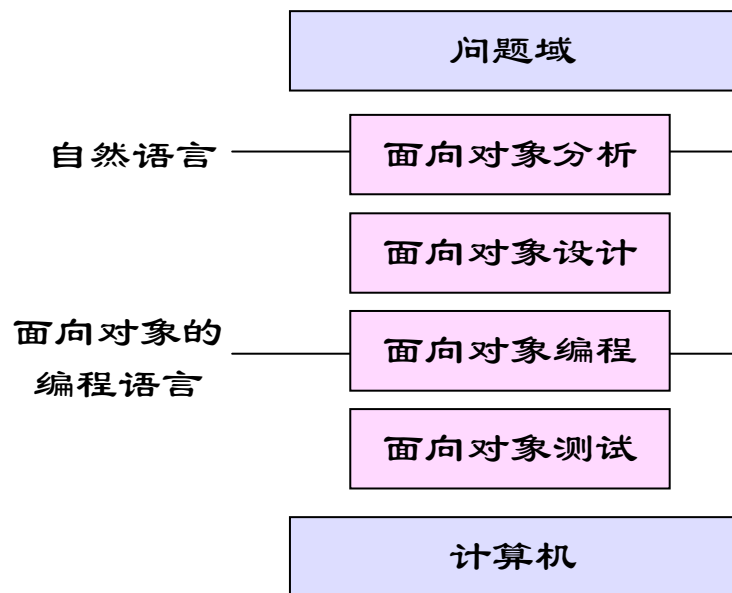 问题域
自然语言
面向对象分析
面向对象设计
面向对象的
编程语言
面向对象编程
面向对象测试
计算机